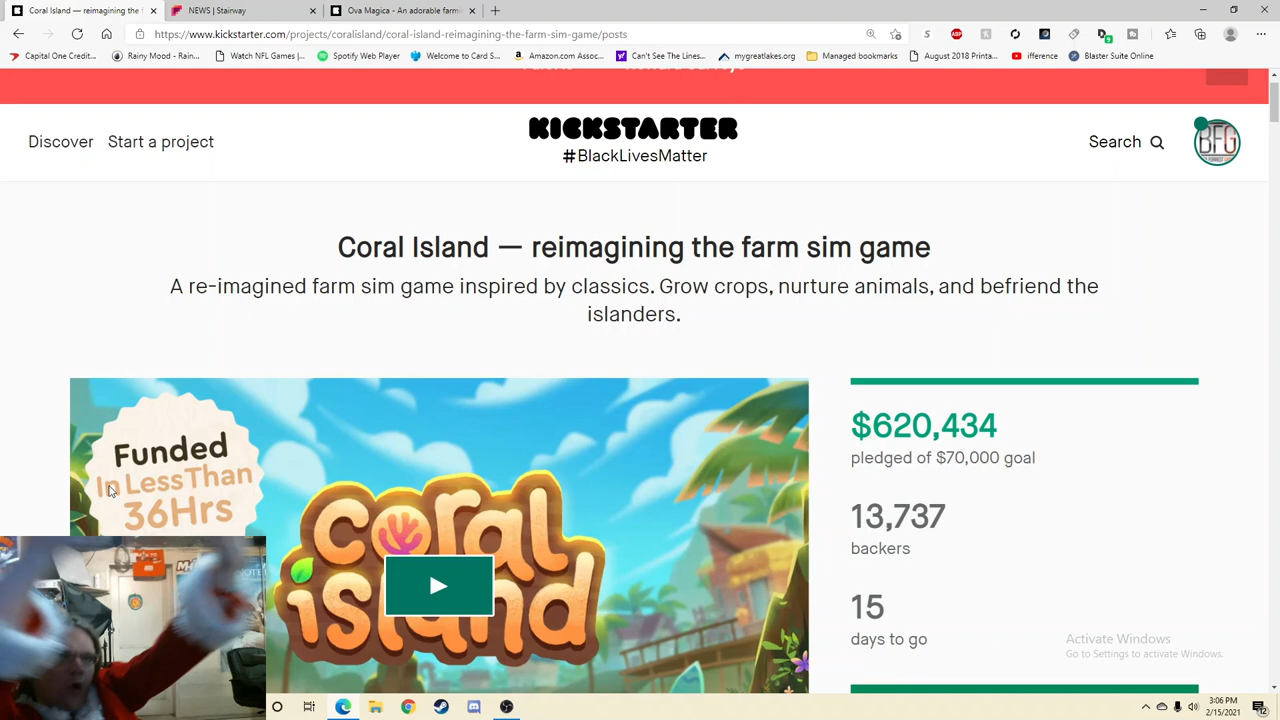 Coral Island — reimagining the f
NEWS | Stairway
Ova Magica - An adorable farm
https://www.kickstarter.com/projects/coralisland/coral-island-reimagining-the-farm-sim-game/posts
Capital One Credit...
Rainy Mood - Rain...
Watch NFL Games |...
Spotify Web Player
Welcome to Card S...
Amazon.com Assoc...
Can't See The Lines...
mygreatlakes.org
Managed bookmarks
August 2018 Printa...
ifference
Blaster Suite Online
Discover
Start a project
KICKSTARTER
#BlackLivesMatter
Search
BFG
Coral Island — reimagining the farm sim game
A re-imagined farm sim game inspired by classics. Grow crops, nurture animals, and befriend the
islanders.
Funded
In Less Than
36Hrs
coral
island
$620,434
pledged of $70,000 goal
13,737
backers
15
days to go
Activate Windows
Go to Settings to activate Windows.
3:06 PM
2/15/2021